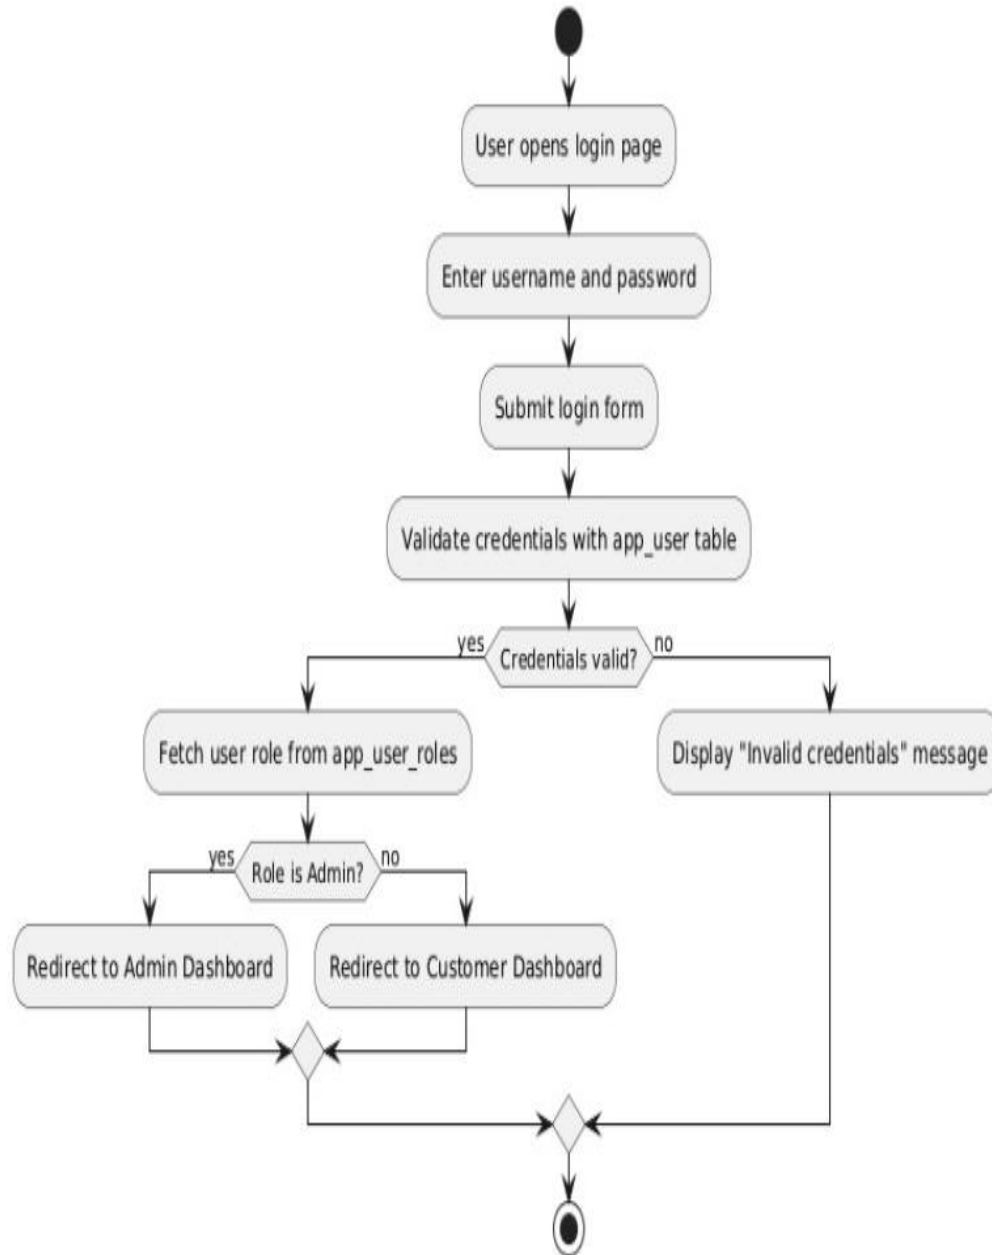 User opens login page
Enter username and password
Submit login form
Validate credentials with app_user table
yes
Credentials valid?
no
Fetch user role from app_user_roles
Display "Invalid credentials" message
yes
Role is Admin?
no
Redirect to Admin Dashboard
Redirect to Customer Dashboard